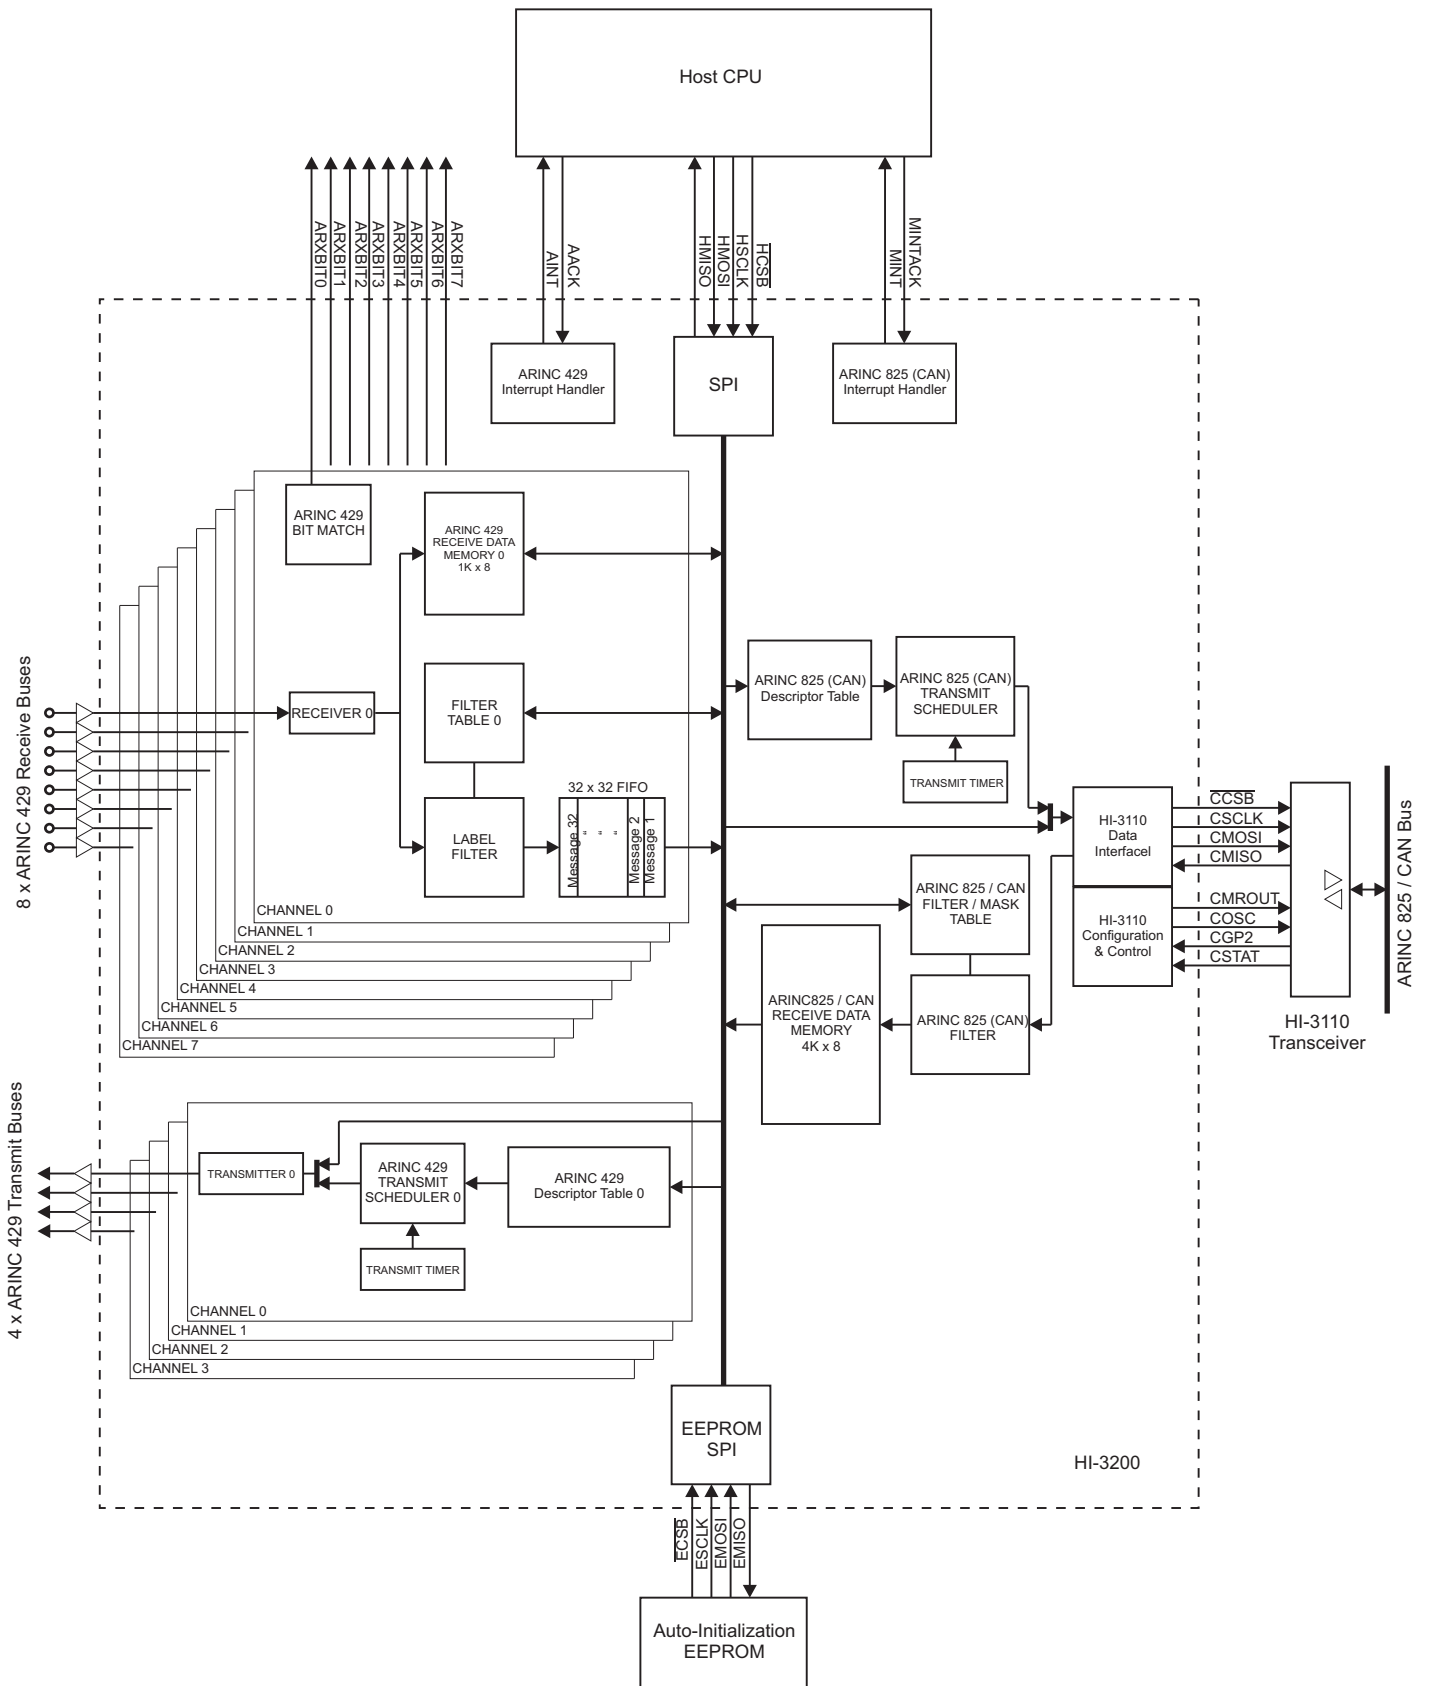 Host CPU
ARXBIT0
ARXBIT1
ARXBIT2
ARXBIT3
ARXBIT4
ARXBIT5
ARXBIT6
ARXBIT7
AINT
AACK
HMISO
HMOSI
HSCLK
HCSB
MINT
MINTACK
ARINC 429
Interrupt Handler
SPI
ARINC 825 (CAN)
Interrupt Handler
ARINC 429
BIT MATCH
ARINC 429
RECEIVE DATA
MEMORY 0
1K x 8
8 x ARINC 429 Receive Buses
RECEIVER 0
FILTER
TABLE 0
LABEL
FILTER
32 x 32 FIFO
Message 32
" " "
Message 2
Message 1
CHANNEL 0
CHANNEL 1
CHANNEL 2
CHANNEL 3
CHANNEL 4
CHANNEL 5
CHANNEL 6
CHANNEL 7
ARINC 825 (CAN)
Descriptor Table
ARINC 825 (CAN)
TRANSMIT
SCHEDULER
TRANSMIT TIMER
HI-3110
Data
Interfacel
HI-3110
Configuration
& Control
CCSB
CSCLK
CMOSI
CMISO
CMROUT
COSC
CGP2
CSTAT
HI-3110
Transceiver
ARINC 825 / CAN Bus
ARINC 825 / CAN
FILTER / MASK
TABLE
ARINC825 / CAN
RECEIVE DATA
MEMORY
4K x 8
ARINC 825 (CAN)
FILTER
4 x ARINC 429 Transmit Buses
TRANSMITTER 0
ARINC 429
TRANSMIT
SCHEDULER 0
ARINC 429
Descriptor Table 0
TRANSMIT TIMER
CHANNEL 0
CHANNEL 1
CHANNEL 2
CHANNEL 3
EEPROM
SPI
HI-3200
ECSB
ESCLK
EMOSI
EMISO
Auto-Initialization
EEPROM